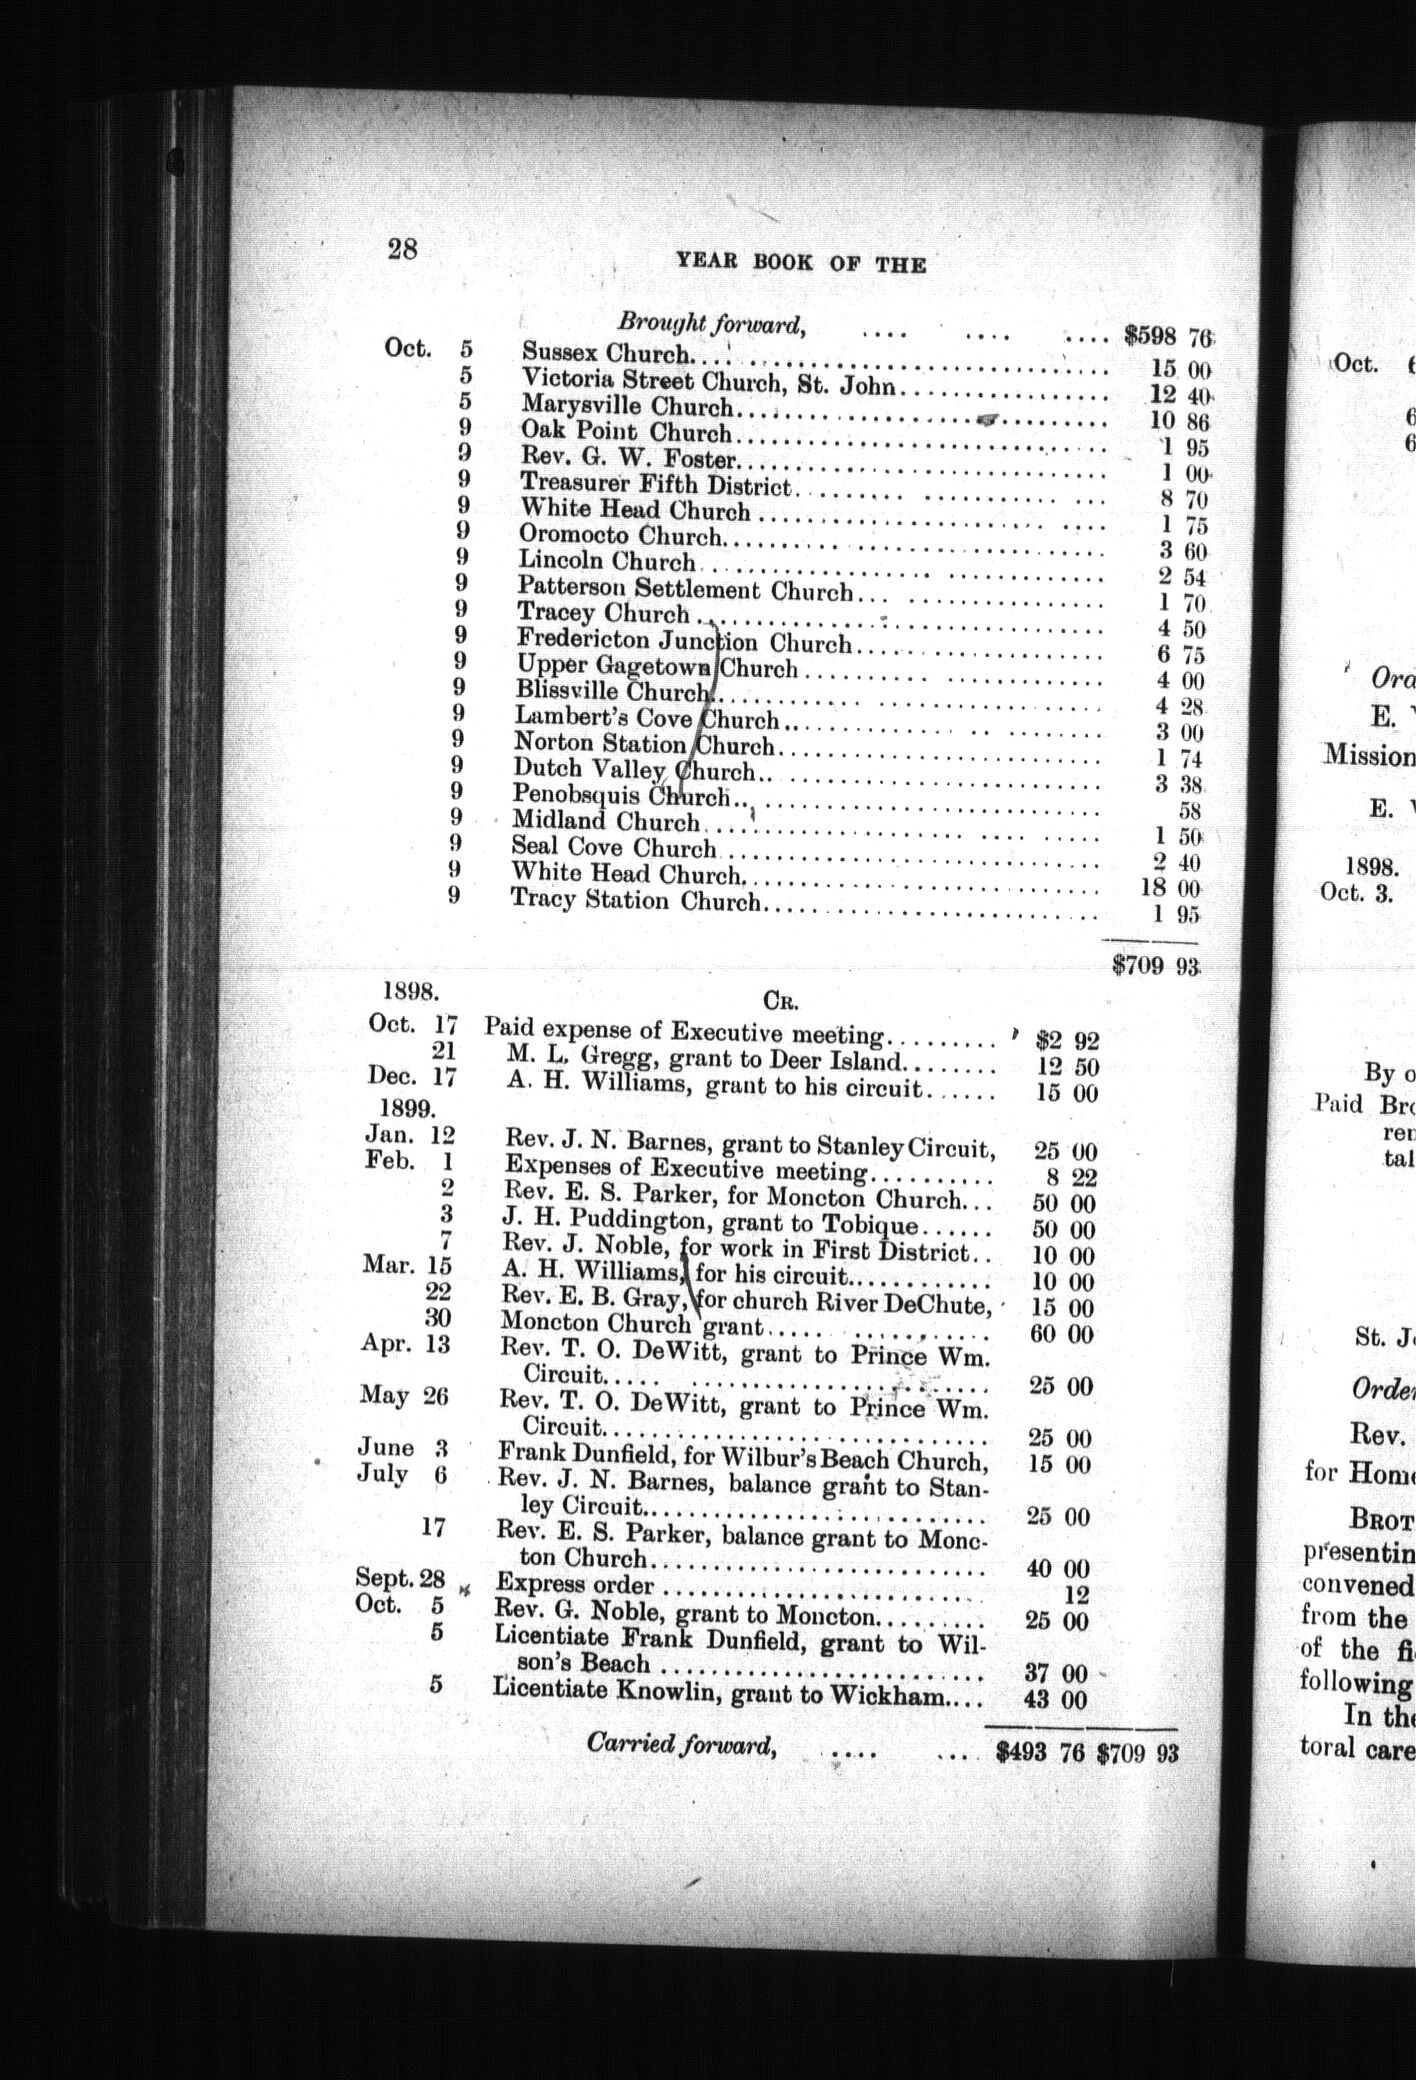 28
YEAR BOOK OF THE
Brought forward, .... .... .... $598 76
Oct. 5 Sussex Church.... 15 00
5 Victoria Street Church, St. John.... 12 40
5 Marysville Church.... 10 86
9 Oak Point Church.... 1 95
9 Rev. G. W. Foster.... 1 00
9 Treasurer Fifth District.... 8 70
9 White Head Church.... 1 75
9 Oromocto Church.... 3 60
9 Lincoln Church.... 2 54
9 Patterson Settlement Church.... 1 70
9 Tracey Church.... 4 50
9 Fredericton Junction Church.... 6 75
9 Upper Gagetown Church.... 4 00
9 Blissville Church.... 4 28
9 Lambert's Cove Church.... 3 00
9 Norton Station Church.... 1 74
9 Dutch Valley Church.... 3 38
9 Penobsquis Church.... 58
9 Midland Church.... 1 50
9 Seal Cove Church.... 2 40
9 White Head Church.... 18 00
9 Tracy Station Church.... 1 95
$709 93
1898. CR.
Oct. 17 Paid expense of Executive meeting.... $2 92
21 M. L. Gregg, grant to Deer Island.... 12 50
Dec. 17 A. H. Williams, grant to his circuit.... 15 00
1899.
Jan. 12 Rev. J. N. Barnes, grant to Stanley Circuit, 25 00
Feb. 1 Expenses of Executive meeting.... 8 22
2 Rev. E. S. Parker, for Moncton Church... 50 00
3 J. H. Puddington, grant to Tobique.... 50 00
7 Rev. J. Noble, for work in First District.. 10 00
Mar. 15 A. H. Williams, for his circuit.... 10 00
22 Rev. E. B. Gray, for church River DeChute, 15 00
30 Moncton Church grant.... 60 00
Apr. 13 Rev. T. O. DeWitt, grant to Prince Wm.
Circuit.... 25 00
May 26 Rev. T. O. DeWitt, grant to Prince Wm.
Circuit.... 25 00
June 3 Frank Dunfield, for Wilbur's Beach Church, 15 00
July 6 Rev. J. N. Barnes, balance grant to Stan-
ley Circuit.... 25 00
17 Rev. E. S. Parker, balance grant to Monc-
ton Church.... 40 00
Sept. 28 Express order.... 12
Oct. 5 Rev. G. Noble, grant to Moncton.... 25 00
5 Licentiate Frank Dunfield, grant to Wil-
son's Beach.... 37 00
5 Licentiate Knowlin, grant to Wickham.... 43 00
Carried forward, .... .... $493 76 $709 93
Oct. 6
6
6
Ord
E.
Mission
E.
1898.
Oct. 3.
By o
Paid Bro
ren
tal
St. J
Order
Rev.
for Home
BROT
presentin
convened
from the
of the fi
following
In the
toral care